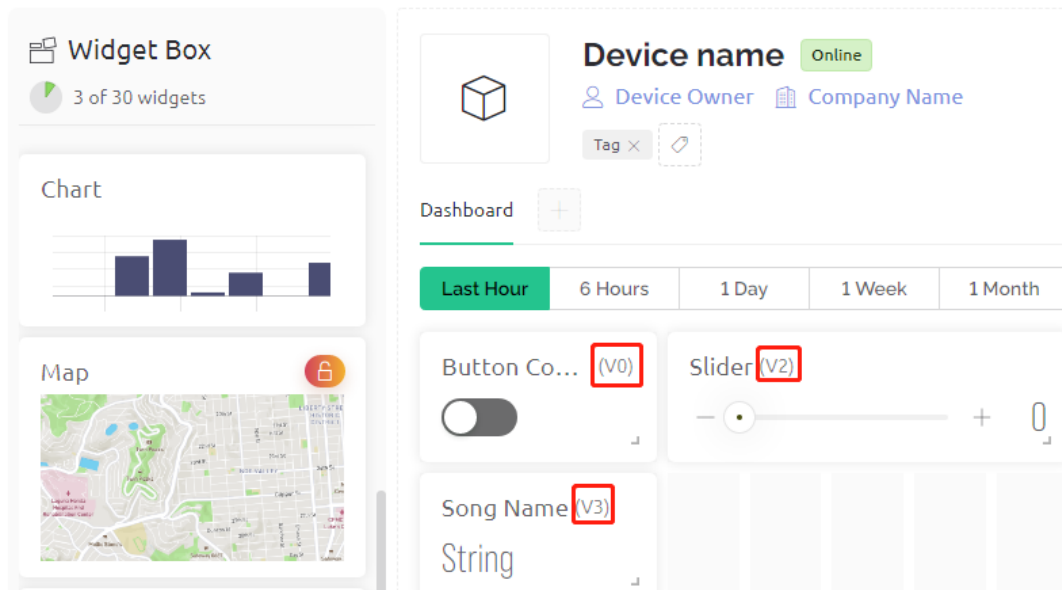 Widget Box
3 of 30 widgets
Chart
Map
Device name
Online
Device Owner
Company Name
Tag
Dashboard
Last Hour
6 Hours
1 Day
1 Week
1 Month
Button Co... (V0)
Slider (V2)
0
Song Name (V3)
String